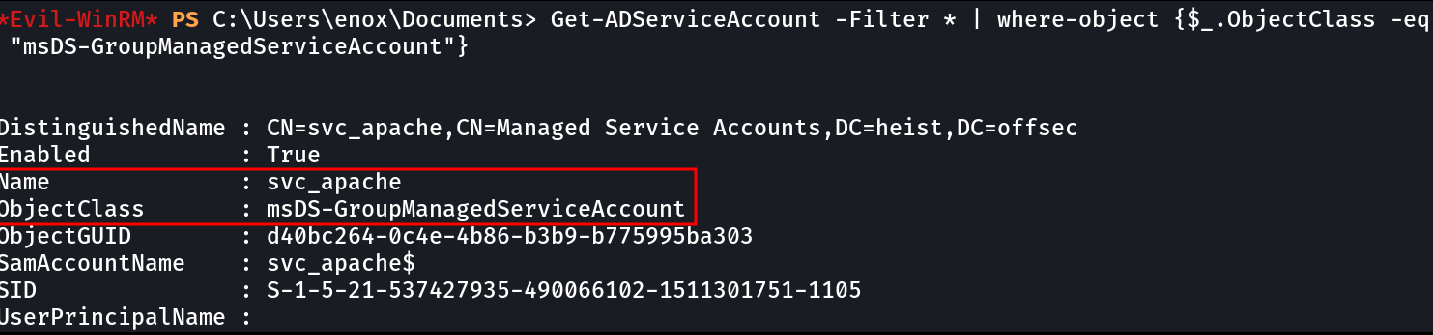 *Evil-WinRM* PS C:\Users\enox\Documents> Get-ADServiceAccount -Filter * | where-object {$_.ObjectClass -eq
"msDS-GroupManagedServiceAccount"}
DistinguishedName : CN=svc_apache,CN=Managed Service Accounts,DC=heist,DC=offsec
Enabled           : True
Name              : svc_apache
ObjectClass       : msDS-GroupManagedServiceAccount
ObjectGUID        : d40bc264-0c4e-4b86-b3b9-b775995ba303
SamAccountName    : svc_apache$
SID               : S-1-5-21-537427935-490066102-1511301751-1105
UserPrincipalName :